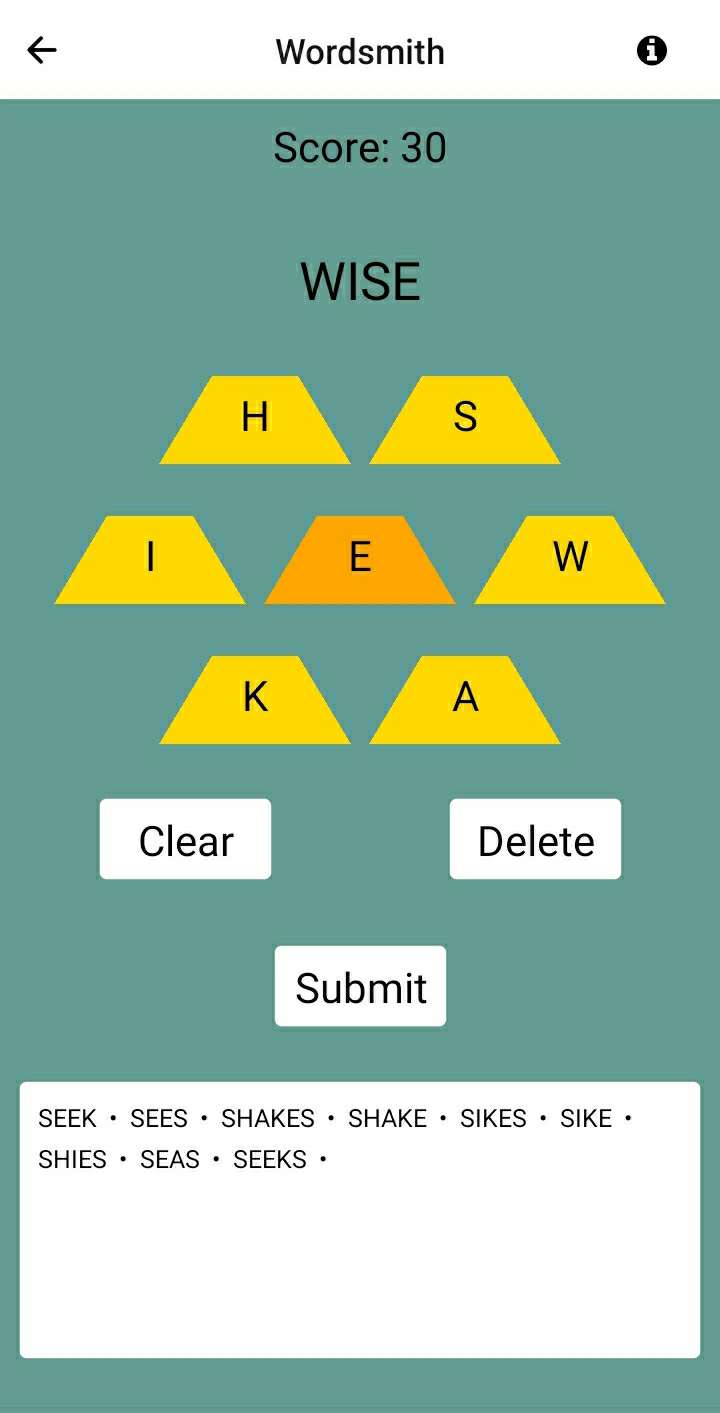 Wordsmith
Score: 30
WISE
H S
I E W
K A
Clear Delete
Submit
SEEK • SEES • SHAKES • SHAKE • SIKES • SIKE •
SHIES • SEAS • SEEKS •